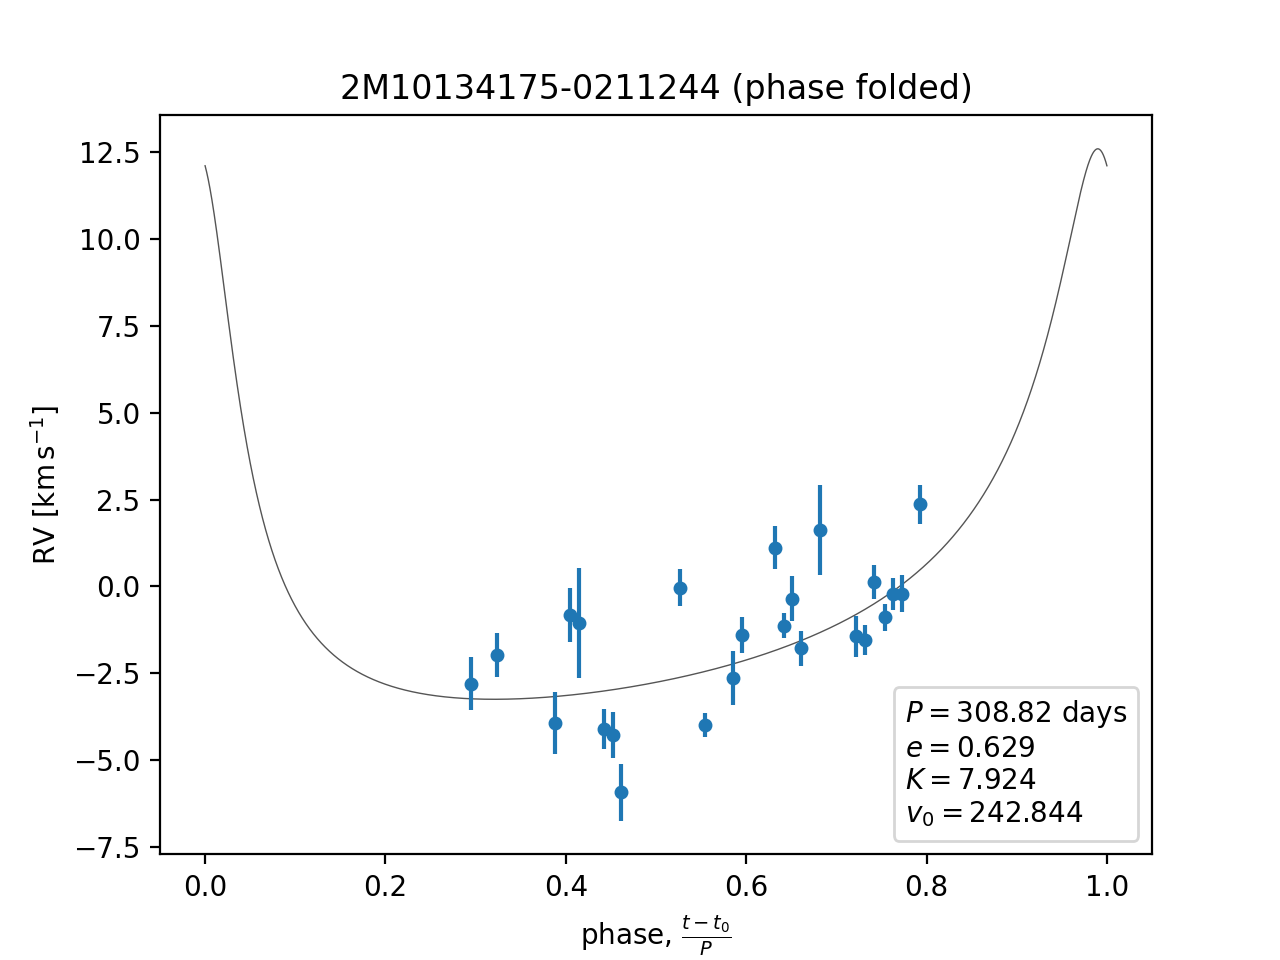 2M10134175-0211244 (phase folded)
12.5
10.0
7.5
5.0
2.5
0.0
−2.5
−5.0
−7.5
RV [km s⁻¹]
P = 308.82 days
e = 0.629
K = 7.924
v₀ = 242.844
0.0 0.2 0.4 0.6 0.8 1.0
phase, \frac{t − t₀}{P}